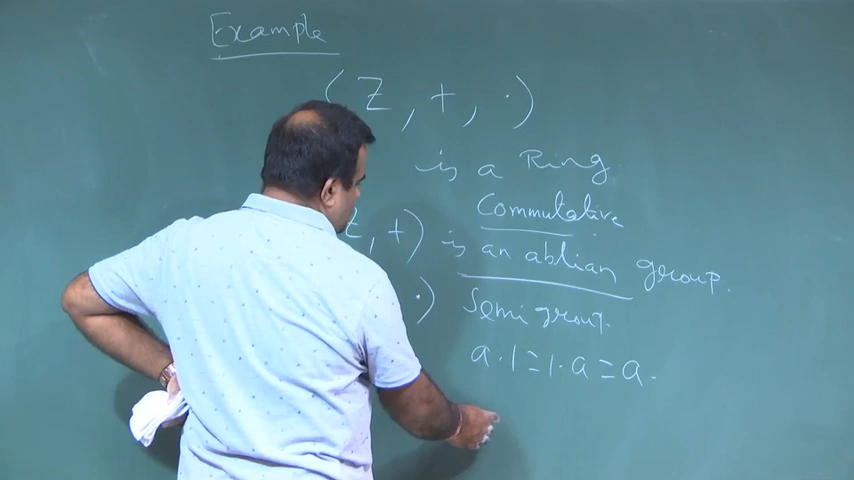 Example
(Z, +, ·)
is a Ring.
Commutative
Z, +) is an ablian group.
·) Semi group.
a·1=1·a=a.